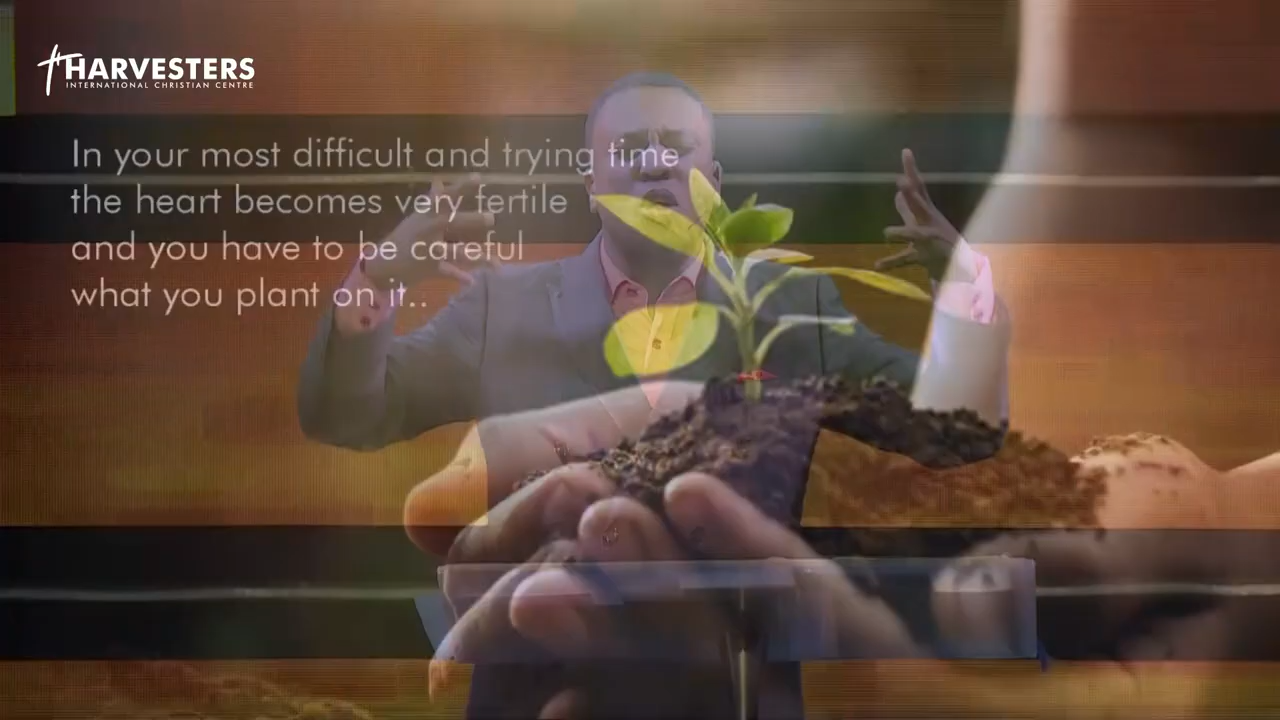 HARVESTERS
INTERNATIONAL CHRISTIAN CENTRE
In your most difficult and trying time
the heart becomes very fertile
and you have to be careful
what you plant on it..